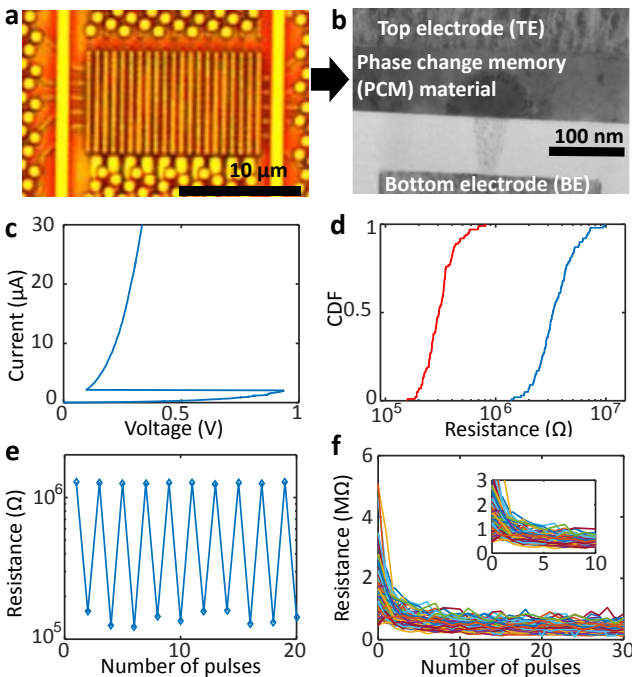 a
10 µm
b
Top electrode (TE)
Phase change memory
(PCM) material
100 nm
Bottom electrode (BE)
c
30
20
10
0
0
0.5
1
Current (µA)
Voltage (V)
d
1
0.5
0
10⁵
10⁶
10⁷
CDF
Resistance (Ω)
e
10⁶
10⁵
0
10
20
Resistance (Ω)
Number of pulses
f
6
4
2
0
0
10
20
30
Resistance (MΩ)
Number of pulses
3
2
1
0
0
5
10